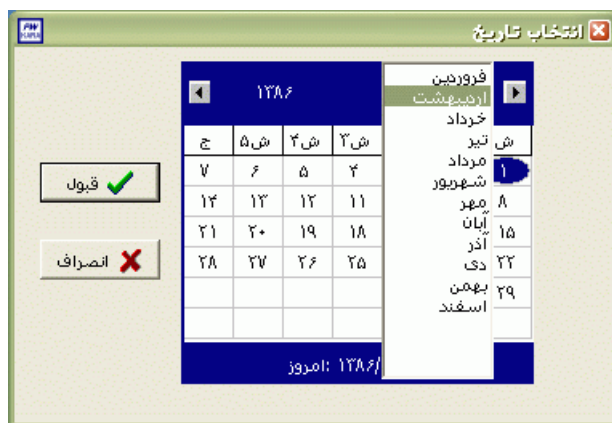 انتخاب تاریخ
۱۳۸۶
فروردین
اردیبهشت
خرداد
تیر
مرداد
شهریور
مهر
آبان
آذر
دی
بهمن
اسفند
ش ش۳ ش۴ ش۵ ج
۱ ۴ ۵ ۶ ۷
۸ ۱۱ ۱۲ ۱۳ ۱۴
۱۵ ۱۸ ۱۹ ۲۰ ۲۱
۲۲ ۲۵ ۲۶ ۲۷ ۲۸
۲۹
امروز: ۱۳۸۶/
قبول
انصراف